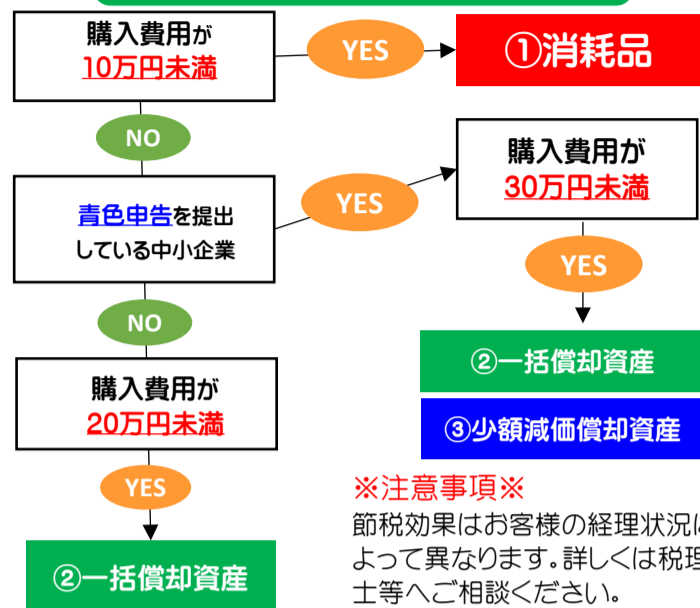 購入費用が
10万円未満
YES
①消耗品
NO
青色申告を提出
している中小企業
YES
購入費用が
30万円未満
YES
NO
②一括償却資産
③少額減価償却資産
購入費用が
20万円未満
YES
②一括償却資産
※注意事項※
節税効果はお客様の経理状況に
よって異なります。詳しくは税理
士等へご相談ください。